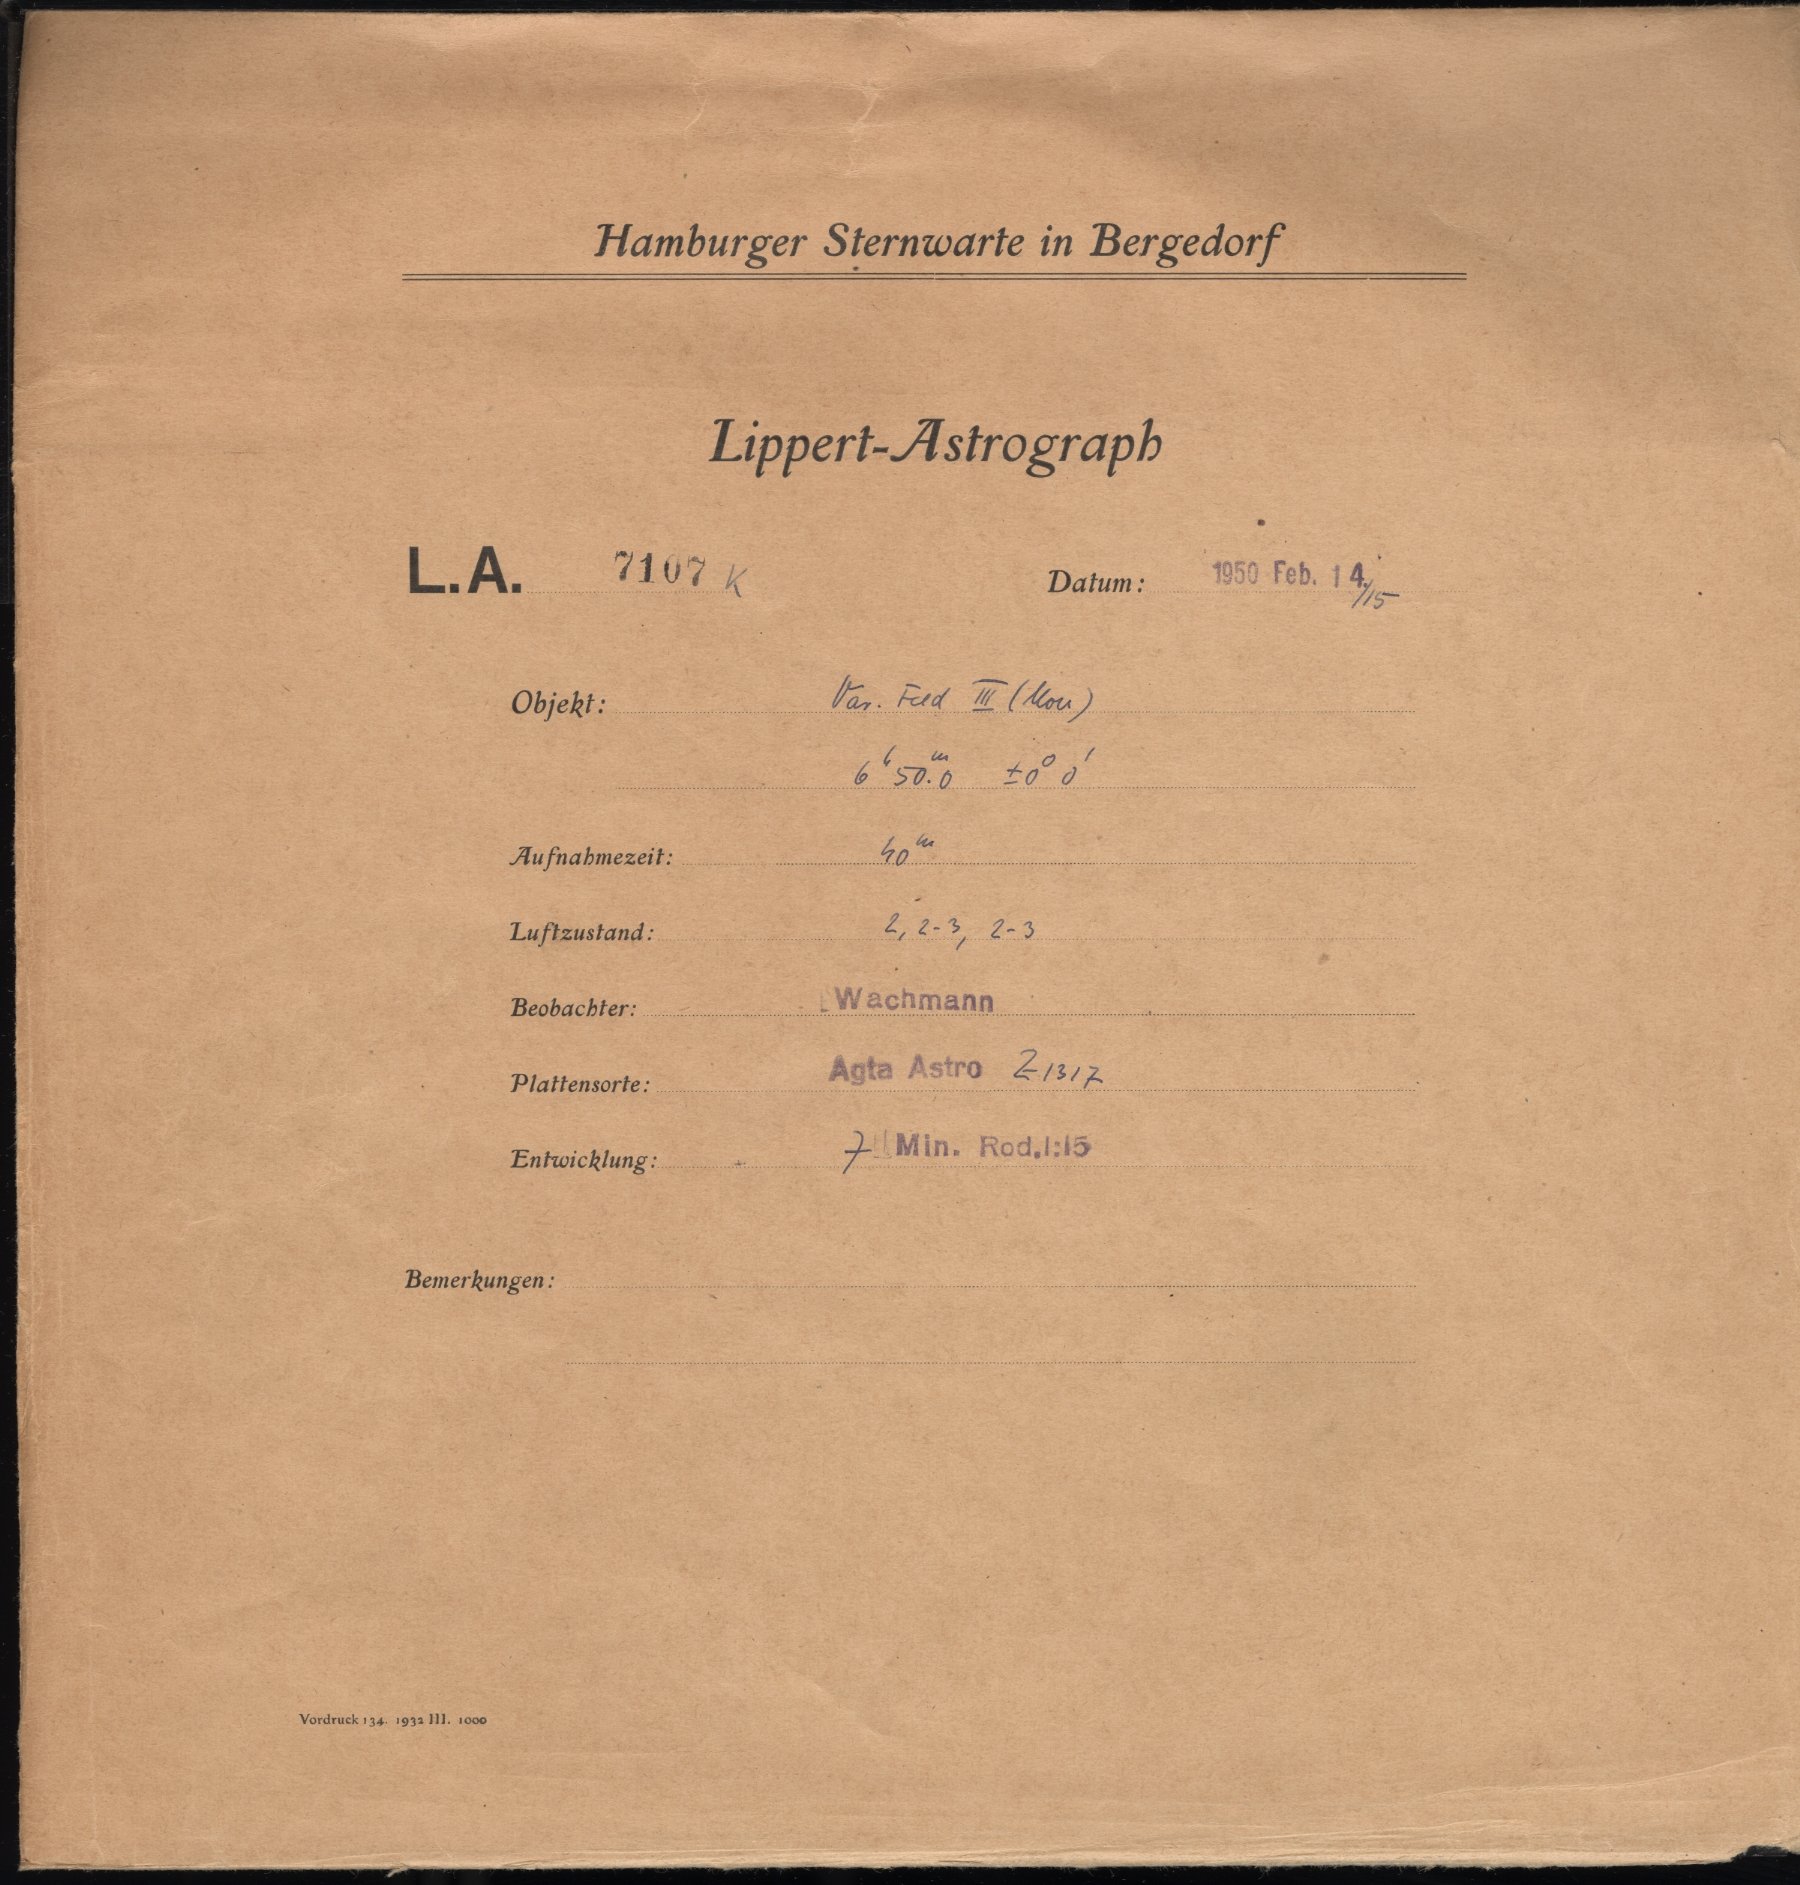 Hamburger Sternwarte in Bergedorf
Lippert-Astrograph
L.A. 7107 K Datum: 1950 Feb. 14./15
Objekt: Var. Feld III (Mon)
6ʰ 50.ᵐ0 ±0° 0'
Aufnahmezeit: 40ᵐ
Luftzustand: 2, 2-3, 2-3
Beobachter: Wachmann
Plattensorte: Agfa Astro Z1317
Entwicklung: 7 Min. Rod. 1:15
Bemerkungen:
Vordruck 134. 1932 III. 1000